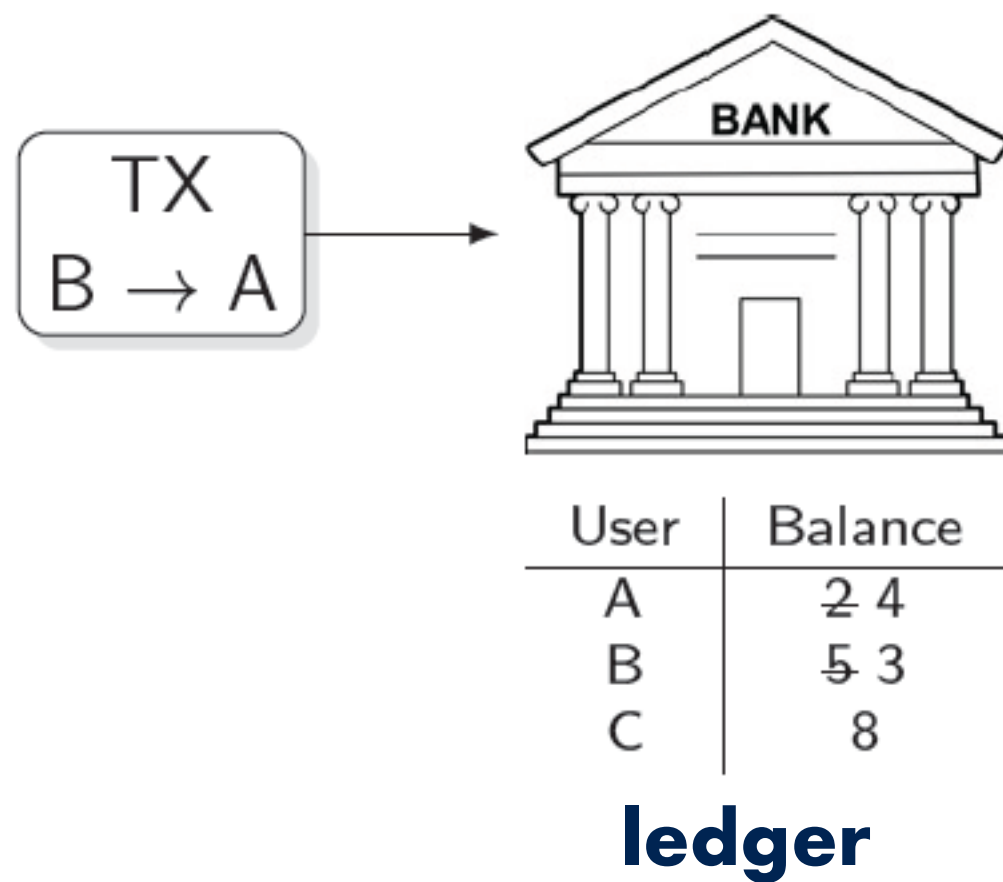 TX
B → A
BANK
User Balance
A 2 4
B 5 3
C 8
ledger